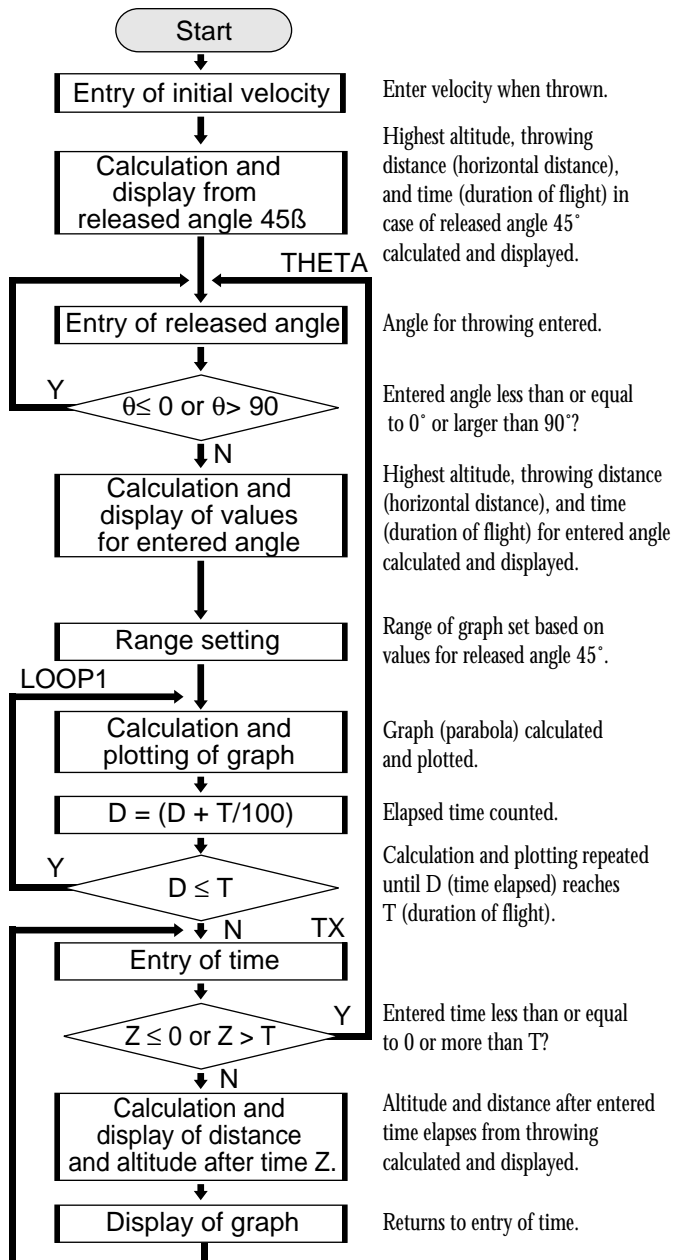 Start
Entry of initial velocity
Enter velocity when thrown.
Calculation and
display from
released angle 45ß
Highest altitude, throwing
distance (horizontal distance),
and time (duration of flight) in
case of released angle 45˚
calculated and displayed.
THETA
Entry of released angle
Angle for throwing entered.
Y
θ≤ 0 or θ> 90
Entered angle less than or equal
to 0˚ or larger than 90˚?
N
Calculation and
display of values
for entered angle
Highest altitude, throwing distance
(horizontal distance), and time
(duration of flight) for entered angle
calculated and displayed.
Range setting
Range of graph set based on
values for released angle 45˚.
LOOP1
Calculation and
plotting of graph
Graph (parabola) calculated
and plotted.
D = (D + T/100)
Elapsed time counted.
Y
D ≤ T
Calculation and plotting repeated
until D (time elapsed) reaches
T (duration of flight).
N
TX
Entry of time
Z ≤ 0 or Z > T
Y
Entered time less than or equal
to 0 or more than T?
N
Calculation and
display of distance
and altitude after time Z.
Altitude and distance after entered
time elapses from throwing
calculated and displayed.
Display of graph
Returns to entry of time.